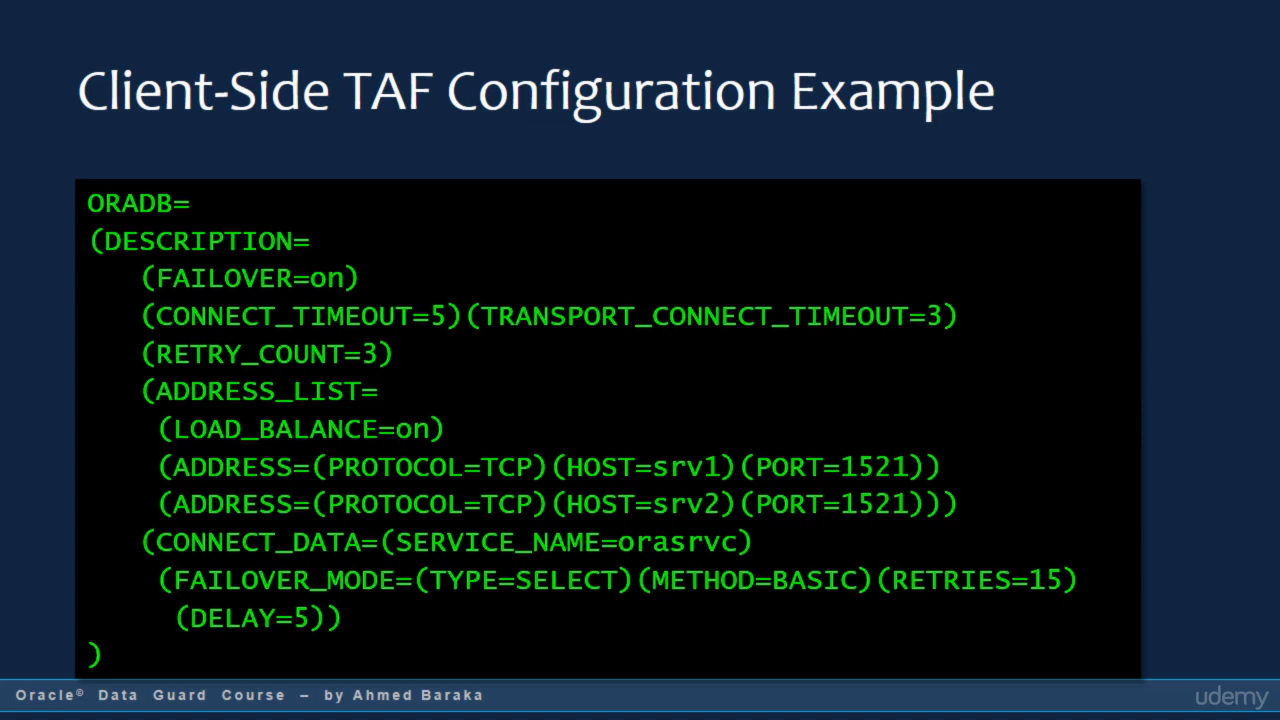 Client-Side TAF Configuration Example
ORADB=
(DESCRIPTION=
(FAILOVER=on)
(CONNECT_TIMEOUT=5)(TRANSPORT_CONNECT_TIMEOUT=3)
(RETRY_COUNT=3)
(ADDRESS_LIST=
(LOAD_BALANCE=on)
(ADDRESS=(PROTOCOL=TCP)(HOST=srv1)(PORT=1521))
(ADDRESS=(PROTOCOL=TCP)(HOST=srv2)(PORT=1521)))
(CONNECT_DATA=(SERVICE_NAME=orasrvc)
(FAILOVER_MODE=(TYPE=SELECT)(METHOD=BASIC)(RETRIES=15)
(DELAY=5))
)
Oracle© Data Guard Course – by Ahmed Baraka
udemy